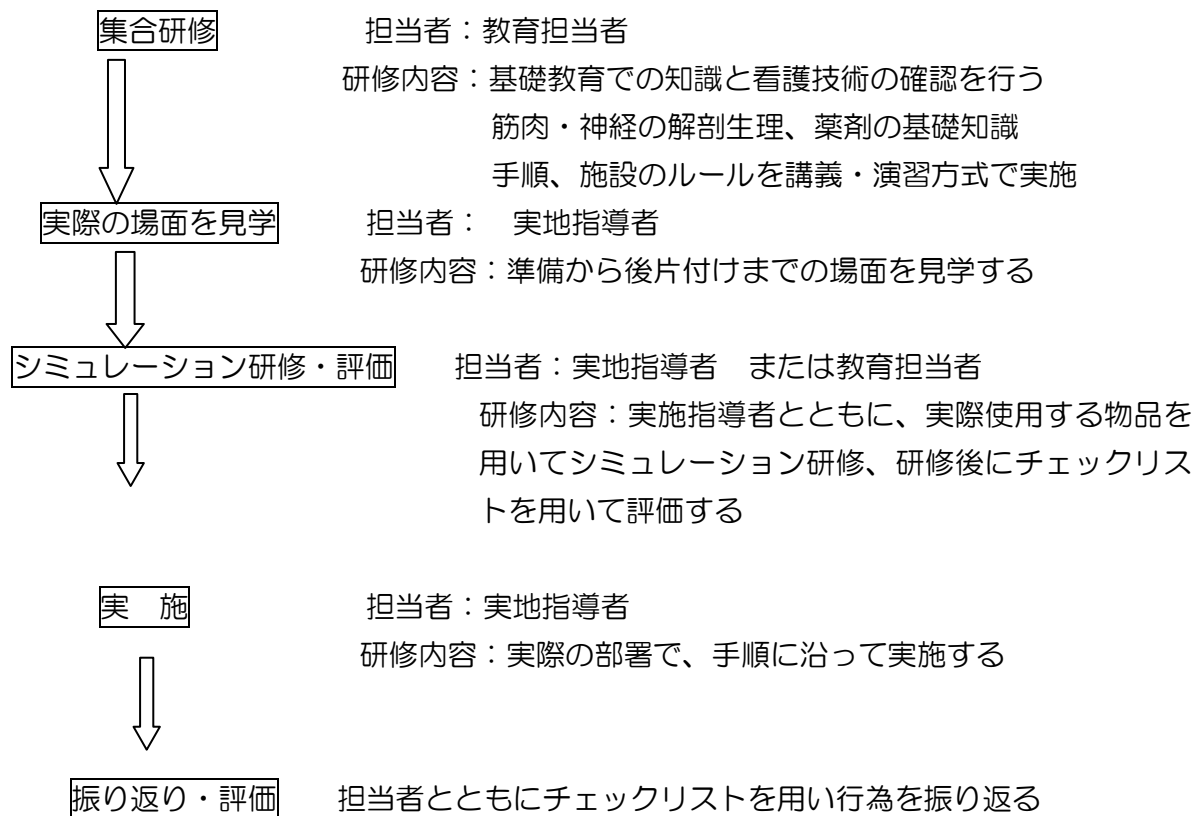 集合研修　担当者：教育担当者
研修内容：基礎教育での知識と看護技術の確認を行う
筋肉・神経の解剖生理、薬剤の基礎知識
手順、施設のルールを講義・演習方式で実施
実際の場面を見学　担当者：　実地指導者
研修内容：準備から後片付けまでの場面を見学する
シミュレーション研修・評価　担当者：実地指導者　または教育担当者
研修内容：実施指導者とともに、実際使用する物品を
用いてシミュレーション研修、研修後にチェックリス
トを用いて評価する
実　施　担当者：実地指導者
研修内容：実際の部署で、手順に沿って実施する
振り返り・評価　担当者とともにチェックリストを用い行為を振り返る